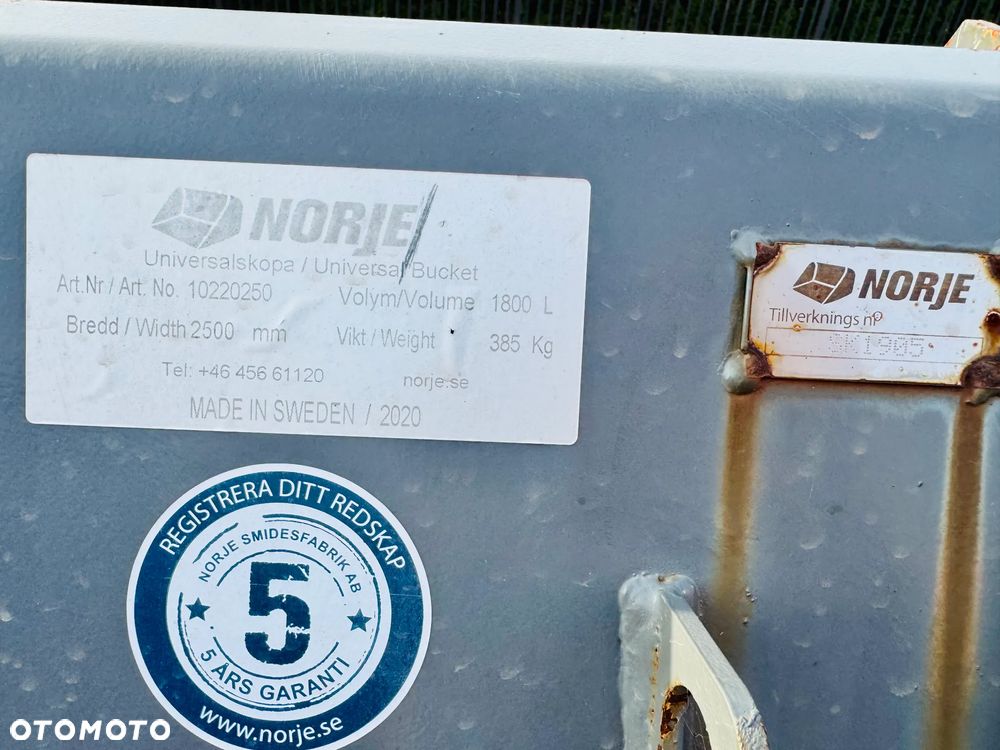 NORJE
Universalskopa / Universal Bucket
Art.Nr / Art. No. 10220250 Volym/Volume 1800 L
Bredd / Width 2500 mm Vikt / Weight 385 Kg
Tel: +46 456 61120 norje.se
MADE IN SWEDEN / 2020
NORJE
Tillverknings nº
SK1905
REGISTRERA DITT REDSKAP
NORJE SMIDESFABRIK AB
5
5 ÅRS GARANTI
www.norje.se
OTOMOTO